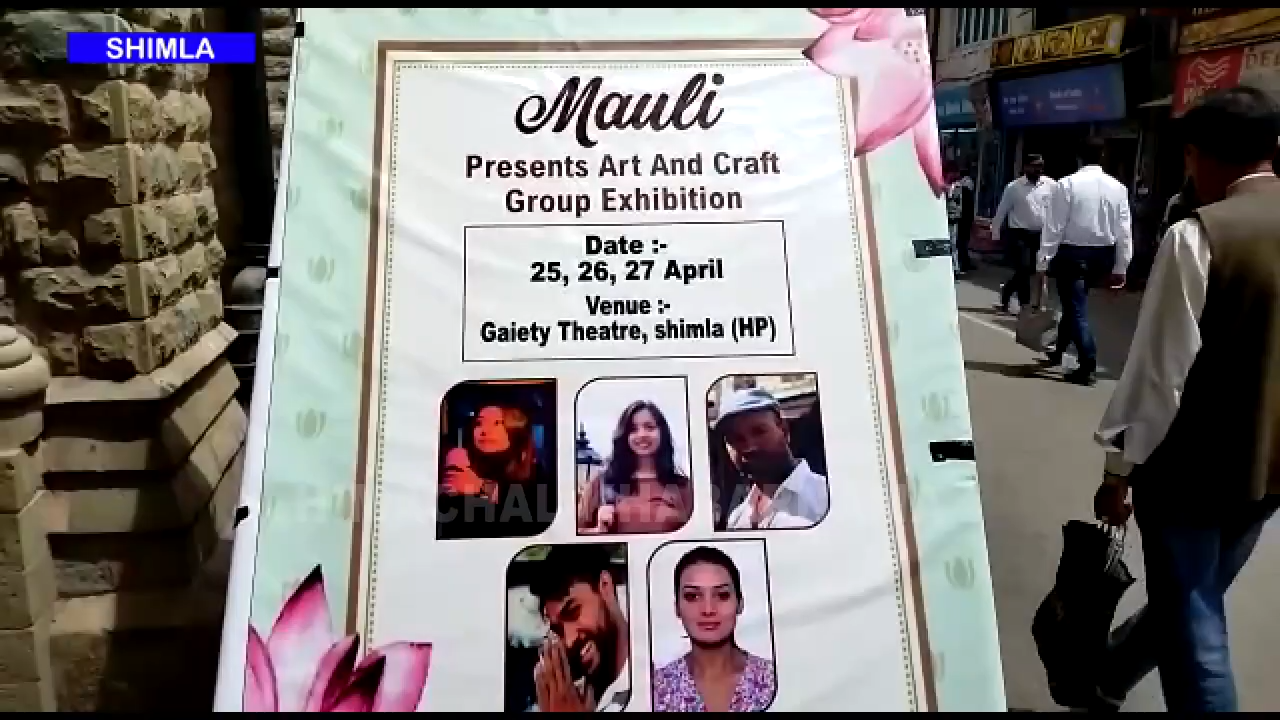 SHIMLA
Mauli
Presents Art And Craft
Group Exhibition
Date :-
25, 26, 27 April
Venue :-
Gaiety Theatre, shimla (HP)